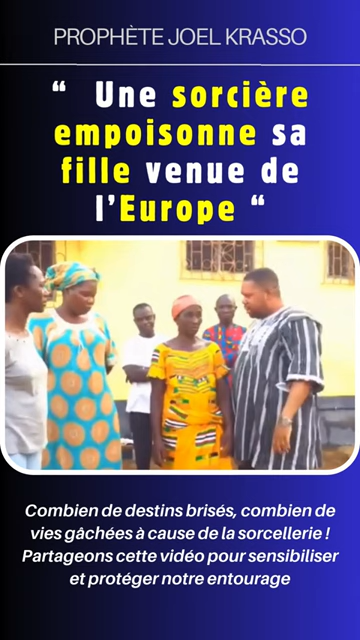 PROPHÈTE JOEL KRASSO
“ Une sorcière
empoisonne sa
fille venue de
l’Europe “
Combien de destins brisés, combien de
vies gâchées à cause de la sorcellerie !
Partageons cette vidéo pour sensibiliser
et protéger notre entourage